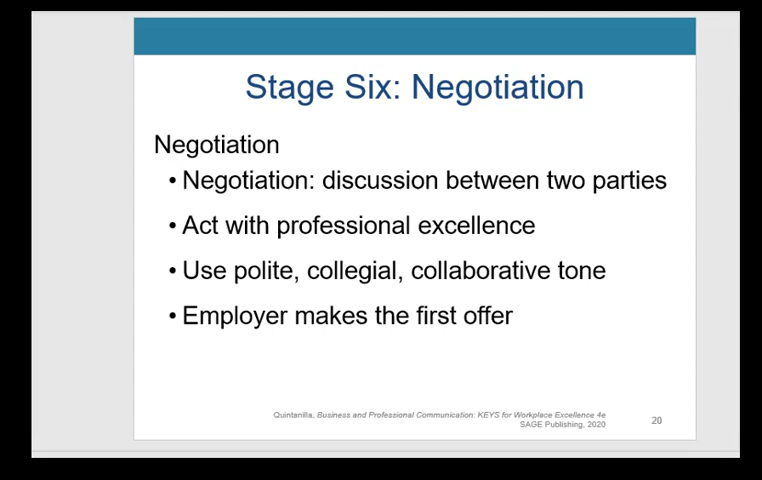 Stage Six: Negotiation
Negotiation
• Negotiation: discussion between two parties
• Act with professional excellence
• Use polite, collegial, collaborative tone
• Employer makes the first offer
Quintanilla, Business and Professional Communication: KEYS for Workplace Excellence 4e
SAGE Publishing, 2020
20